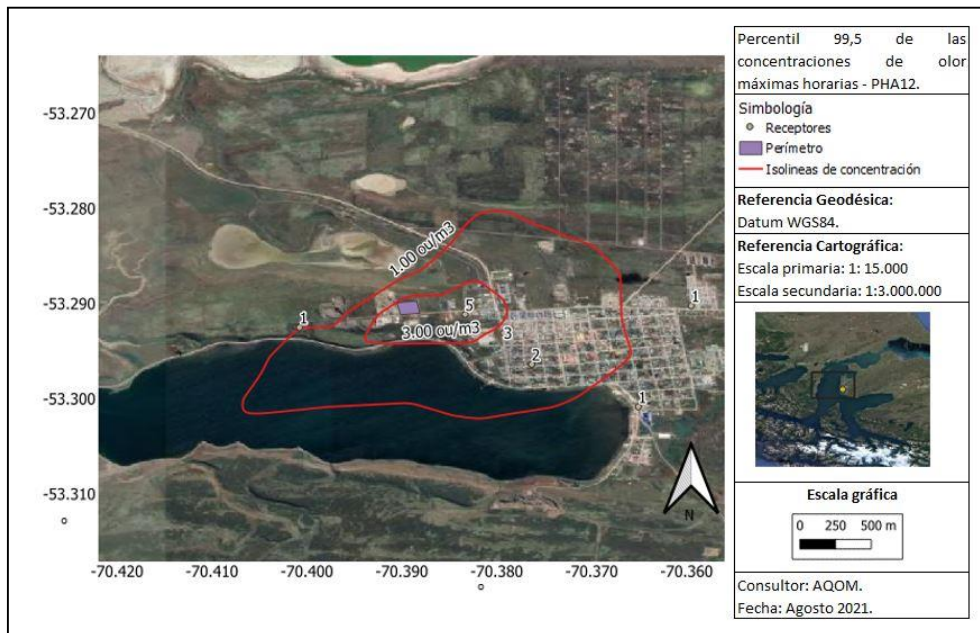 -53.270
-53.280
-53.290
-53.300
-53.310
o
-70.420 -70.410 -70.400 -70.390 -70.380 -70.370 -70.360
o
1.00 ou/m3
3.00 ou/m3
1
5
3
2
1
1
N
Percentil 99,5 de las
concentraciones de olor
máximas horarias - PHA12.
Simbología
Receptores
Perímetro
Isolineas de concentración
Referencia Geodésica:
Datum WGS84.
Referencia Cartográfica:
Escala primaria: 1: 15.000
Escala secundaria: 1:3.000.000
Escala gráfica
0 250 500 m
Consultor: AQOM.
Fecha: Agosto 2021.